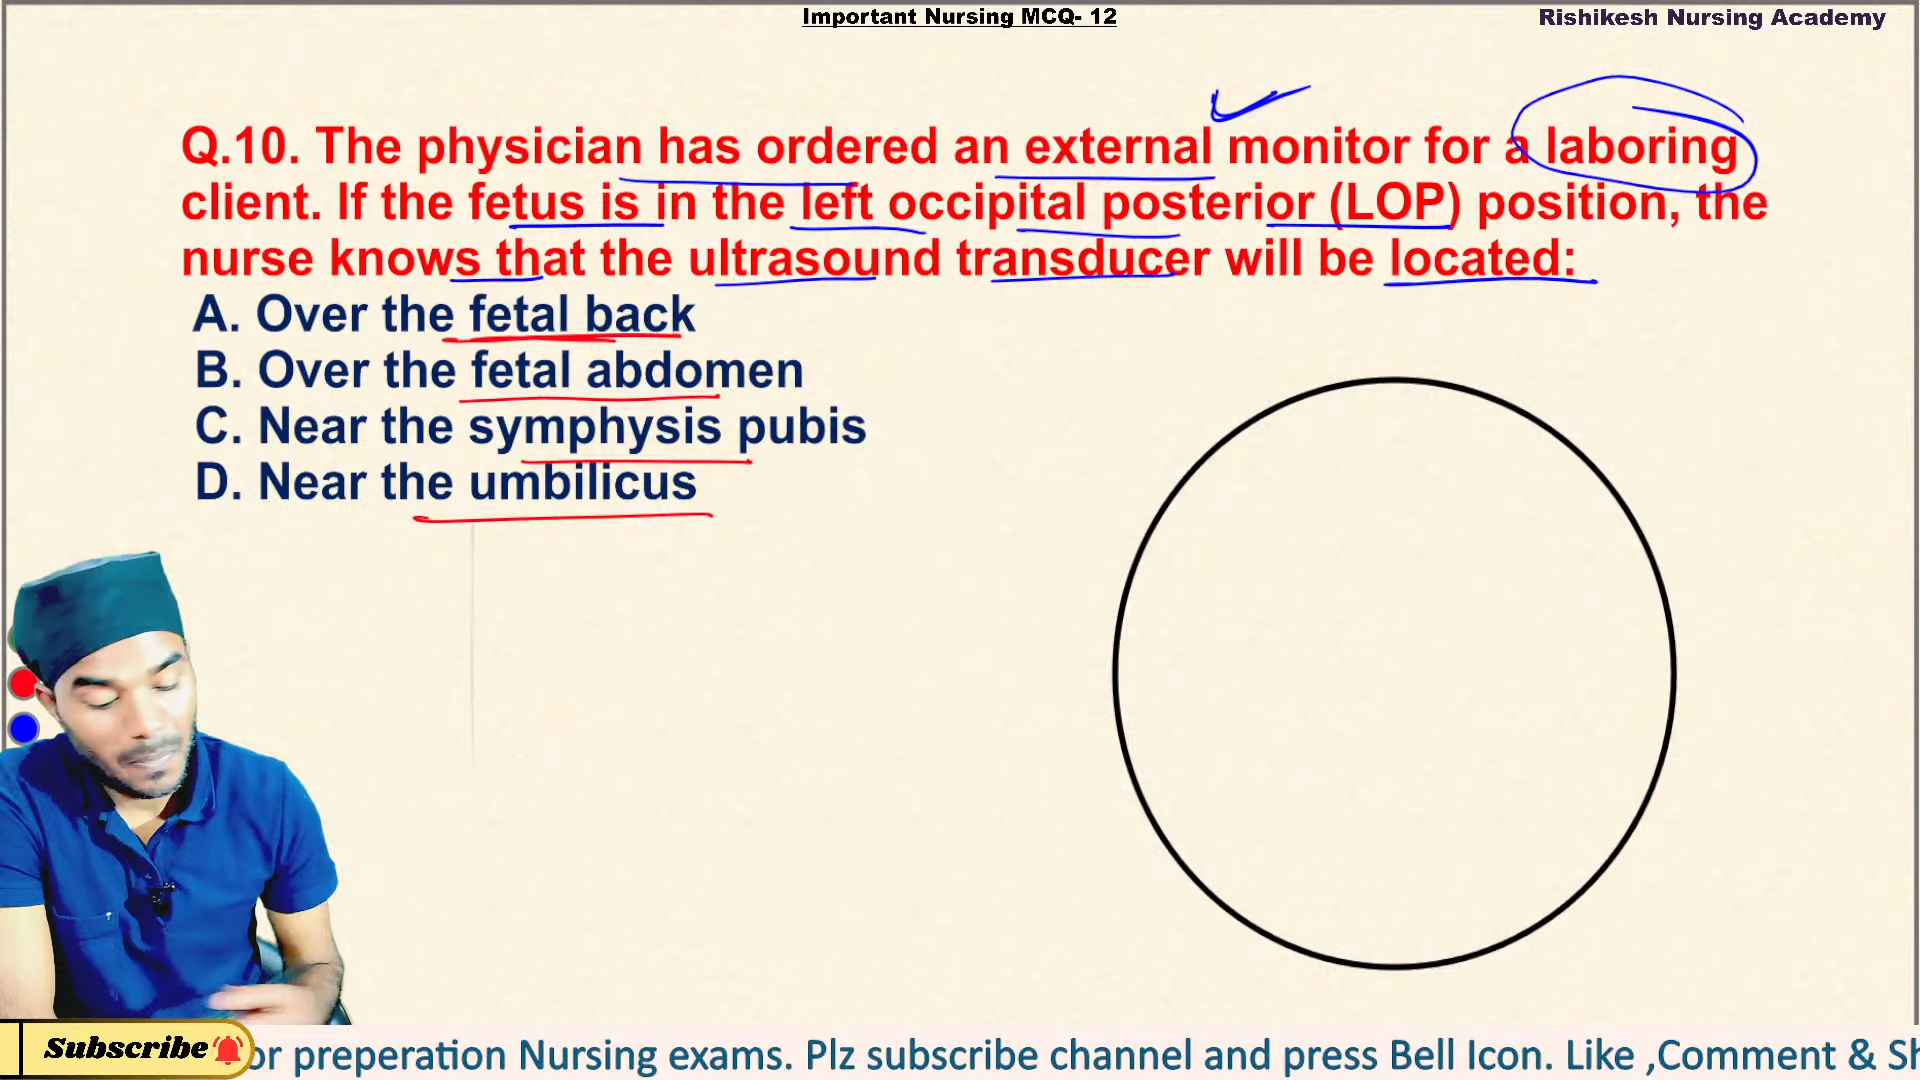 Important Nursing MCQ- 12
Rishikesh Nursing Academy
Q.10. The physician has ordered an external monitor for a laboring
client. If the fetus is in the left occipital posterior (LOP) position, the
nurse knows that the ultrasound transducer will be located:
A. Over the fetal back
B. Over the fetal abdomen
C. Near the symphysis pubis
D. Near the umbilicus
Subscribe
or preperation Nursing exams. Plz subscribe channel and press Bell Icon. Like ,Comment & Sh